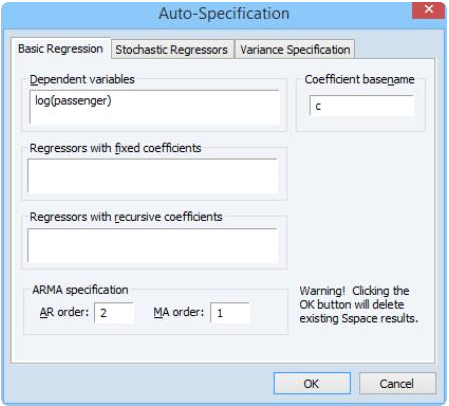 Auto-Specification
Basic Regression Stochastic Regressors Variance Specification
Dependent variables
log(passenger)
Coefficient basename
c
Regressors with fixed coefficients
Regressors with recursive coefficients
ARMA specification
AR order: 2 MA order: 1
Warning! Clicking the
OK button will delete
existing Sspace results.
OK Cancel